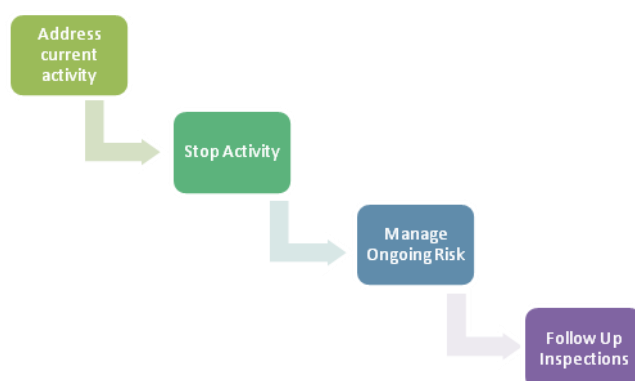 Address
current
activity
Stop Activity
Manage
Ongoing Risk
Follow Up
Inspections